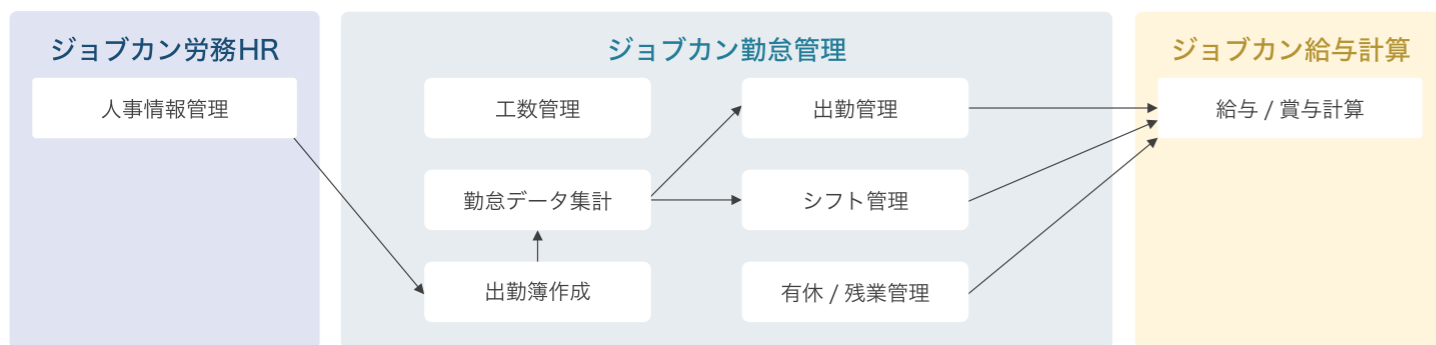 ジョブカン労務HR
人事情報管理
ジョブカン勤怠管理
工数管理
出勤管理
勤怠データ集計
シフト管理
出勤簿作成
有休 / 残業管理
ジョブカン給与計算
給与 / 賞与計算